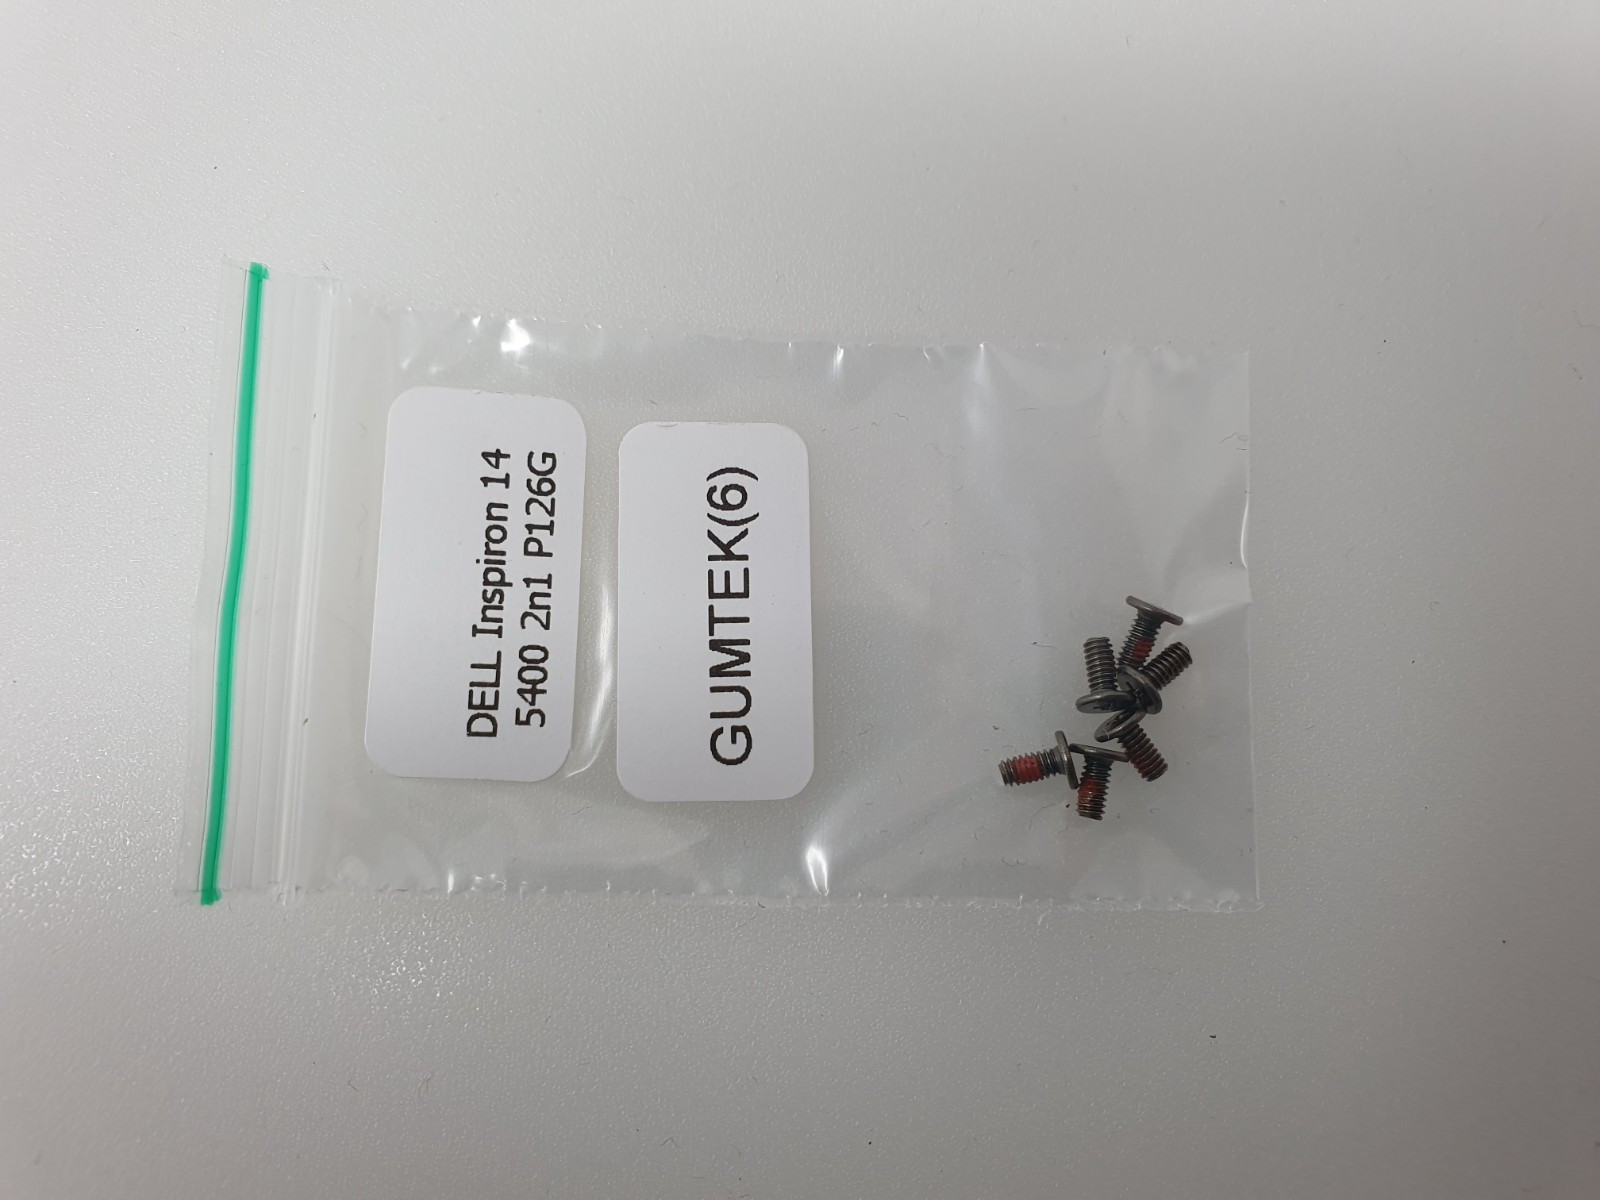 DELL Inspiron 14
5400 2n1 P126G
GUMTEK(6)